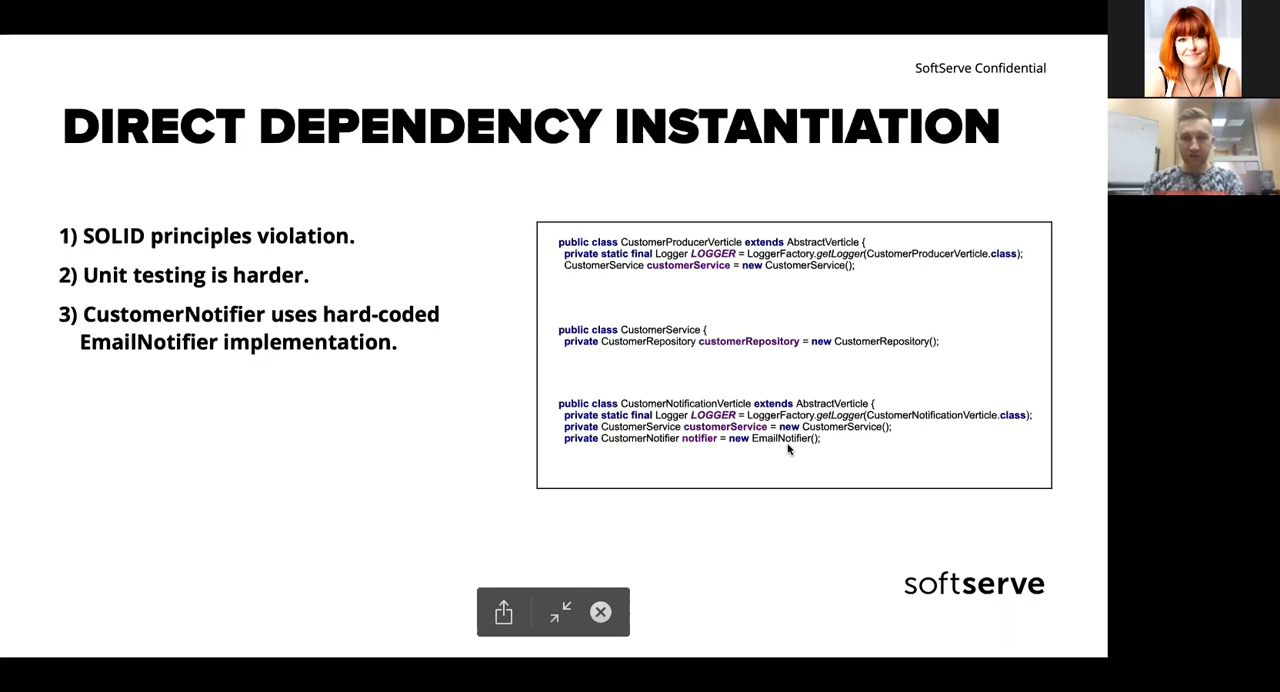 SoftServe Confidential
DIRECT DEPENDENCY INSTANTIATION
1) SOLID principles violation.
2) Unit testing is harder.
3) CustomerNotifier uses hard-coded
EmailNotifier implementation.
public class CustomerProducerVerticle extends AbstractVerticle {
private static final Logger LOGGER = LoggerFactory.getLogger(CustomerProducerVerticle.class);
CustomerService customerService = new CustomerService();
public class CustomerService {
private CustomerRepository customerRepository = new CustomerRepository();
public class CustomerNotificationVerticle extends AbstractVerticle {
private static final Logger LOGGER = LoggerFactory.getLogger(CustomerNotificationVerticle.class);
private CustomerService customerService = new CustomerService();
private CustomerNotifier notifier = new EmailNotifier();
softserve